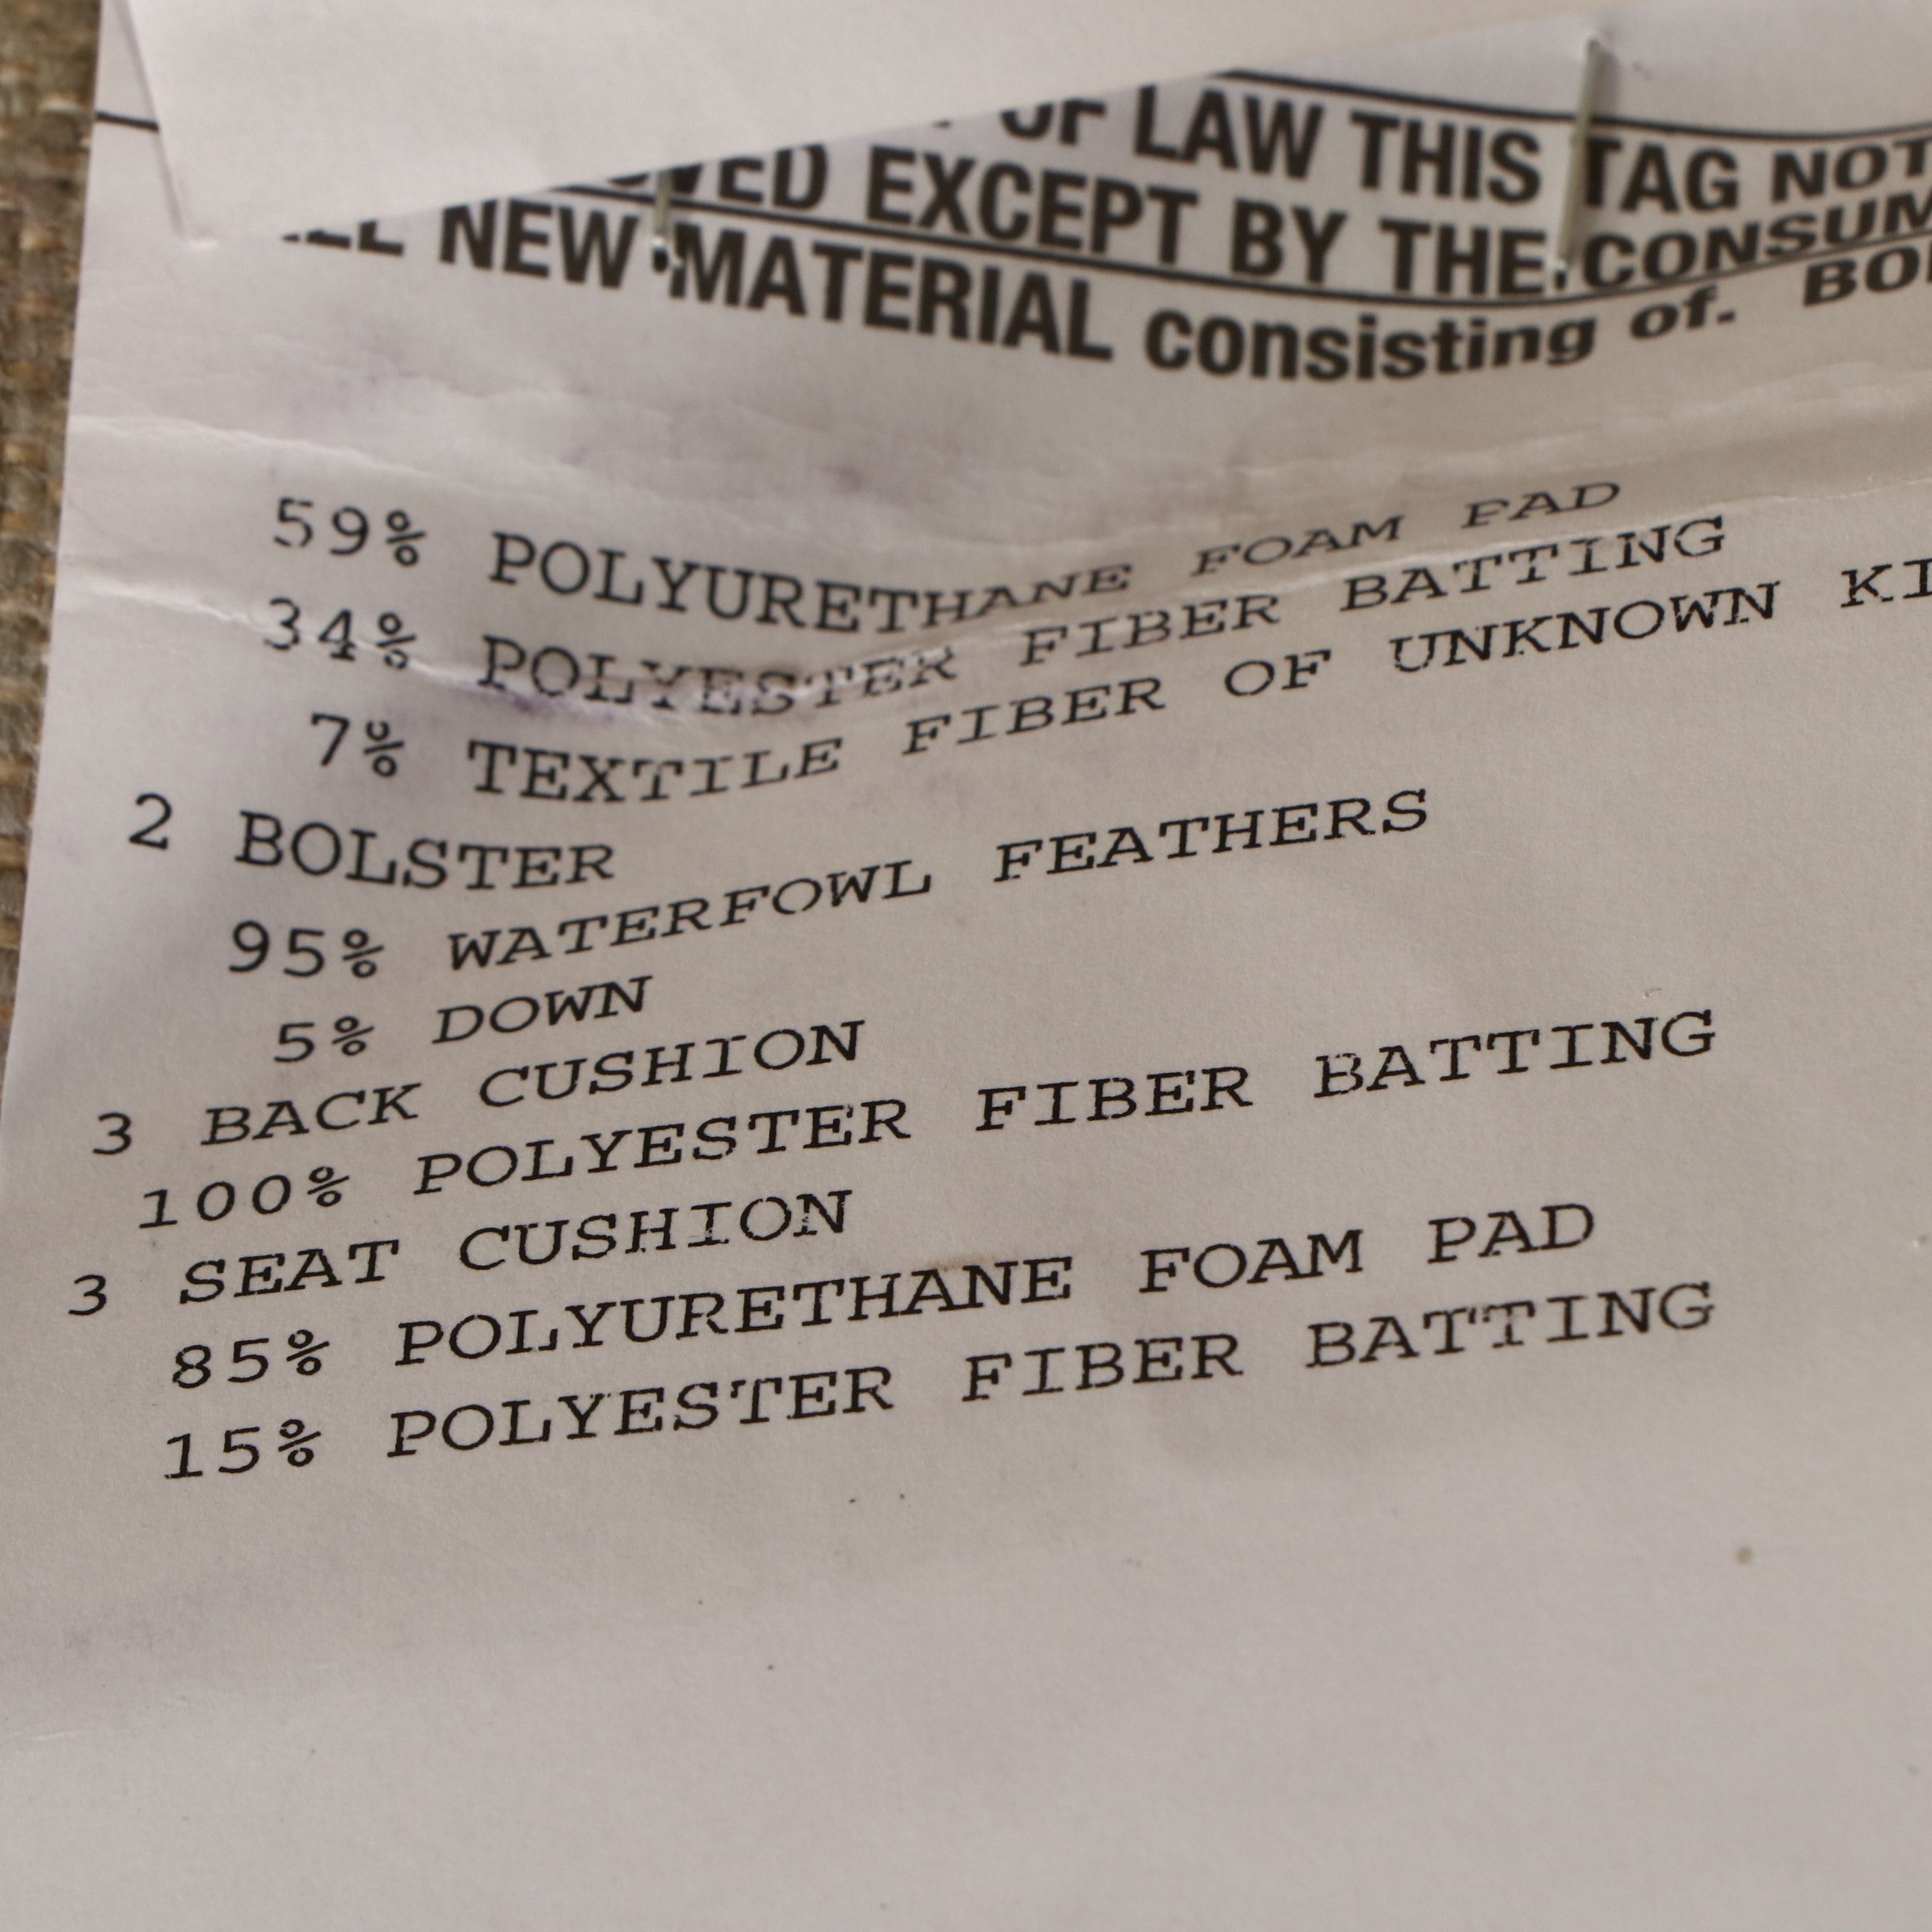 OF LAW THIS TAG NOT
EXCEPT BY THE CONSUM
NEW MATERIAL consisting of. BO
59% POLYURETHANE FOAM PAD
34% POLYESTER FIBER BATTING
7% TEXTILE FIBER OF UNKNOWN KI
2 BOLSTER
95% WATERFOWL FEATHERS
5% DOWN
3 BACK CUSHION
100% POLYESTER FIBER BATTING
3 SEAT CUSHION
85% POLYURETHANE FOAM PAD
15% POLYESTER FIBER BATTING